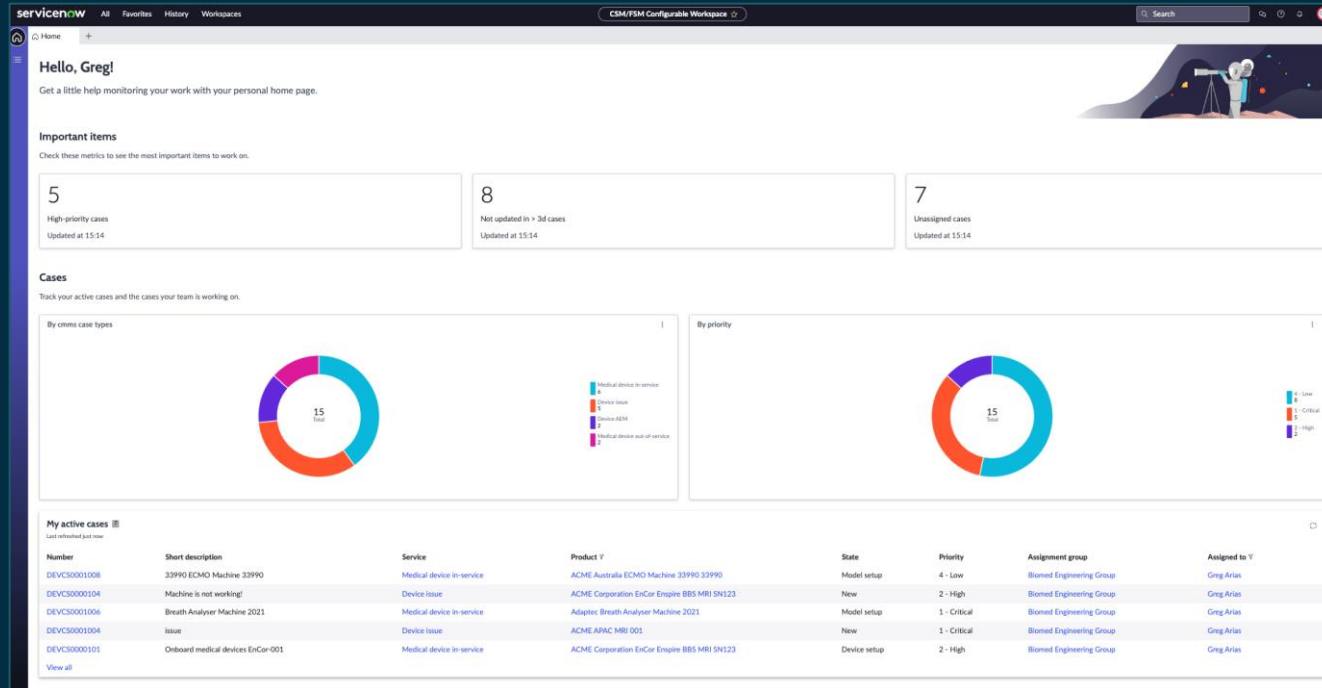 servicenow All Favorites History Workspaces CSM/FSM Configurable Workspace Search
Home
Hello, Greg!
Get a little help monitoring your work with your personal home page.
Important items
Check these metrics to see the most important items to work on.
5
High-priority cases
Updated at 15:14
8
Not updated in > 3d cases
Updated at 15:14
7
Unassigned cases
Updated at 15:14
Cases
Track your active cases and the cases your team is working on.
By cmms case types
15
Total
Medical device in-service
6
Device issue
5
Device AEM
2
Medical device out-of-service
2
By priority
15
Total
4 - Low
8
1 - Critical
5
2 - High
2
My active cases
Last refreshed just now
Number Short description Service Product State Priority Assignment group Assigned to
DEVCS0001008 33990 ECMO Machine 33990 Medical device in-service ACME Australia ECMO Machine 33990 33990 Model setup 4 - Low Biomed Engineering Group Greg Arias
DEVCS0000104 Machine is not working! Device issue ACME Corporation EnCor Enspire BBS MRI SN123 New 2 - High Biomed Engineering Group Greg Arias
DEVCS0001006 Breath Analyser Machine 2021 Medical device in-service Adaptec Breath Analyser Machine 2021 Model setup 1 - Critical Biomed Engineering Group Greg Arias
DEVCS0001004 issue Device issue ACME APAC MRI 001 New 1 - Critical Biomed Engineering Group Greg Arias
DEVCS0000101 Onboard medical devices EnCor-001 Medical device in-service ACME Corporation EnCor Enspire BBS MRI SN123 Device setup 2 - High Biomed Engineering Group Greg Arias
View all